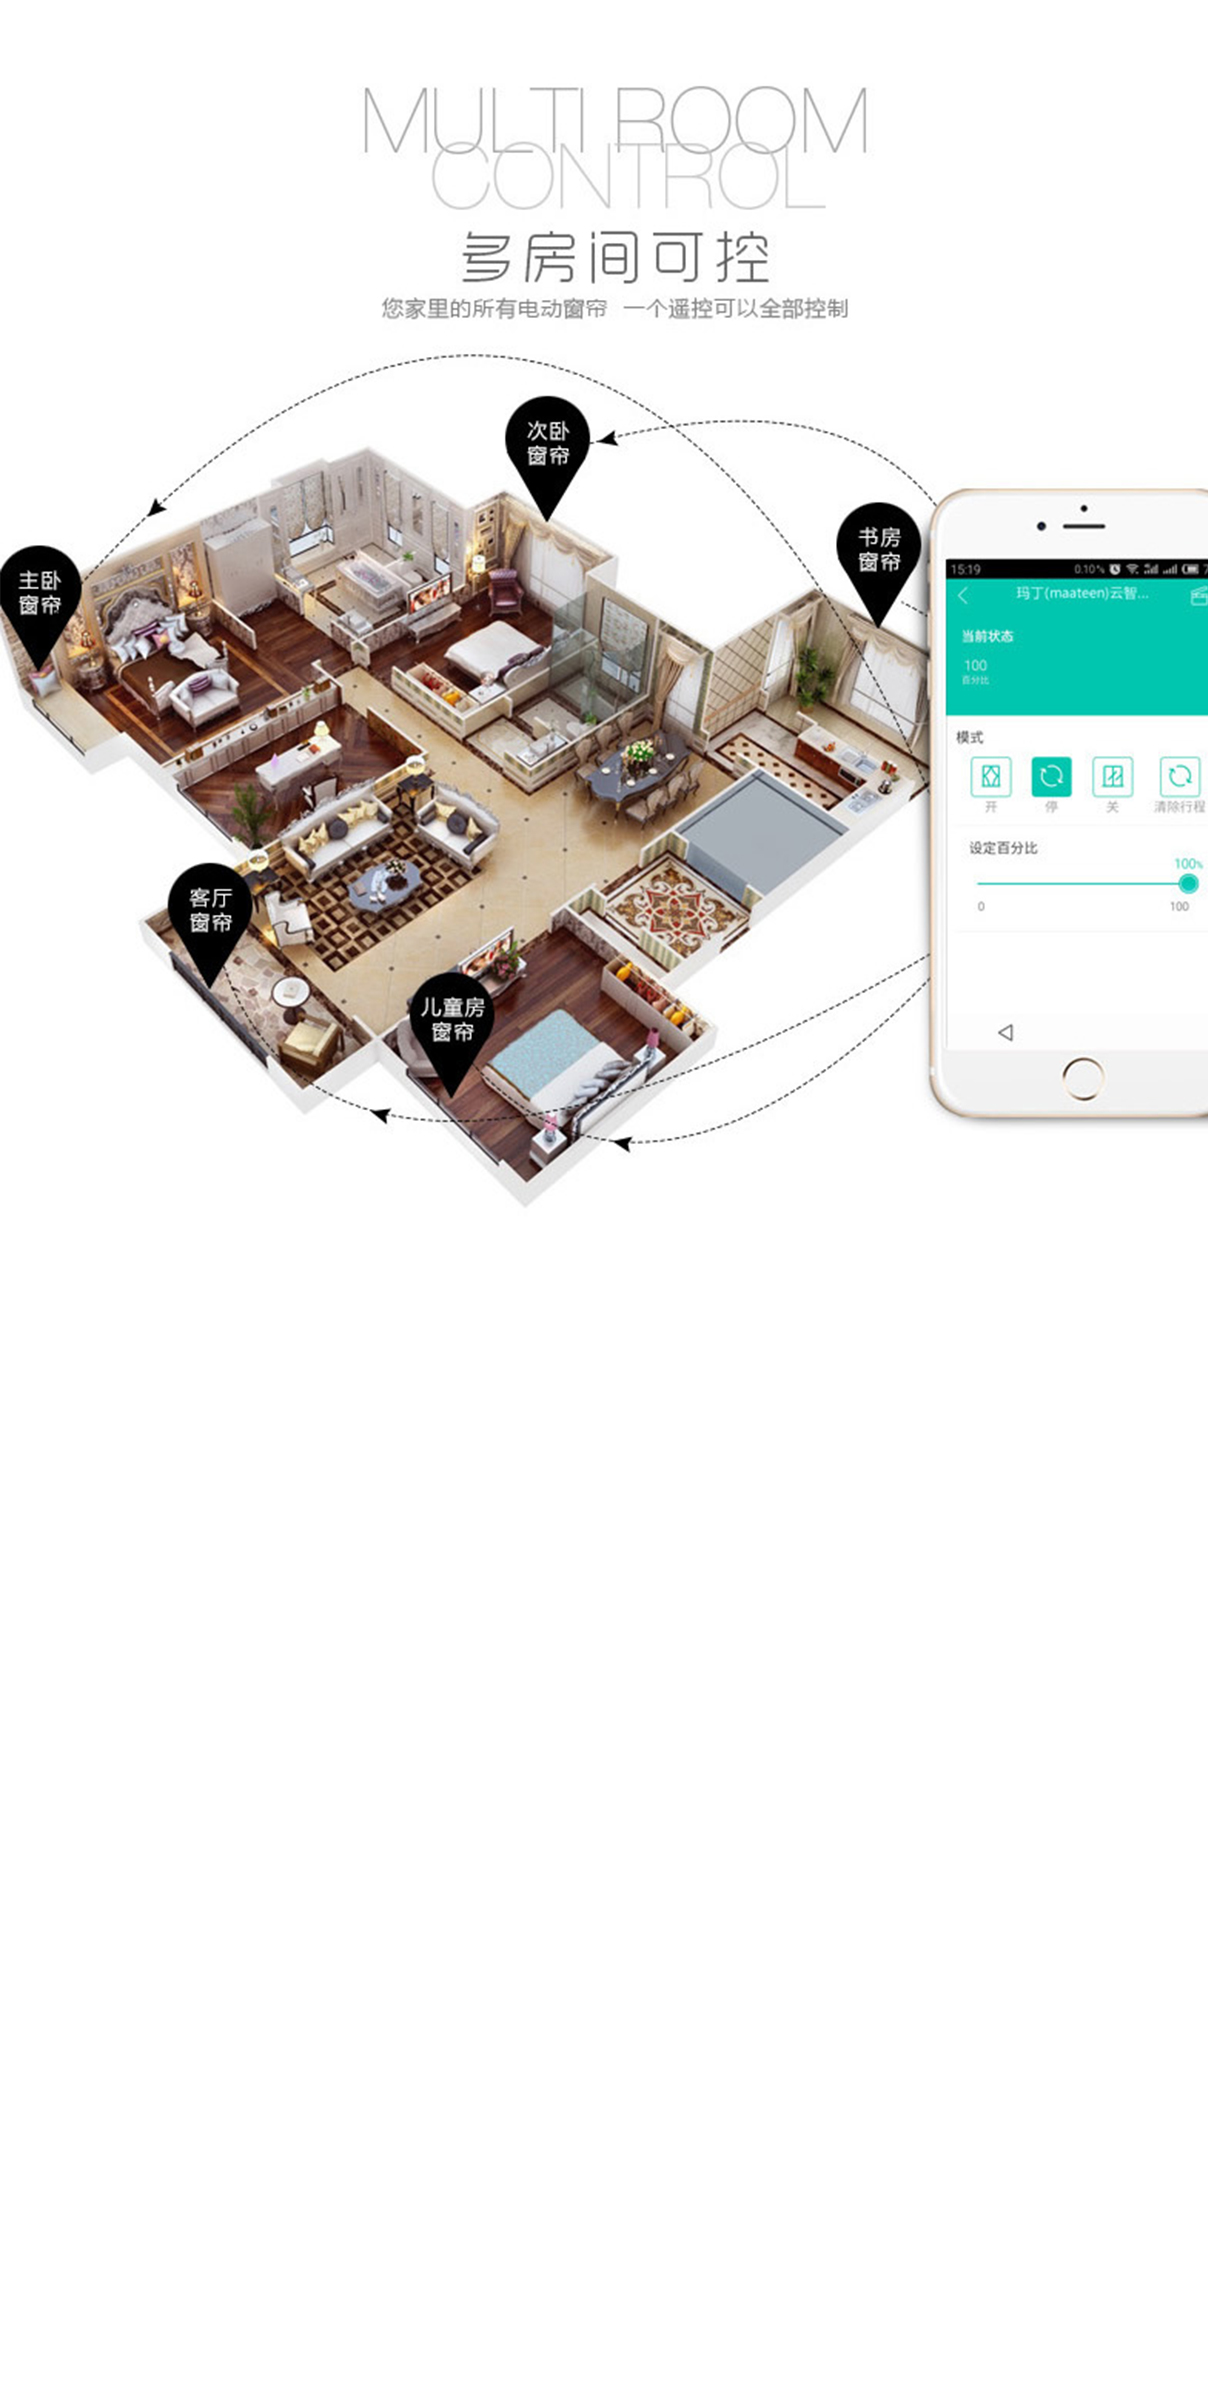 MULTI ROOM
CONTROL
多房间可控
您家里的所有电动窗帘 一个遥控可以全部控制
次卧
窗帘
书房
窗帘
主卧
窗帘
客厅
窗帘
儿童房
窗帘
15:19 0.10% 7
玛丁(maateen)云智...
当前状态
100
百分比
模式
开 停 关 清除行程
设定百分比
100%
0 100